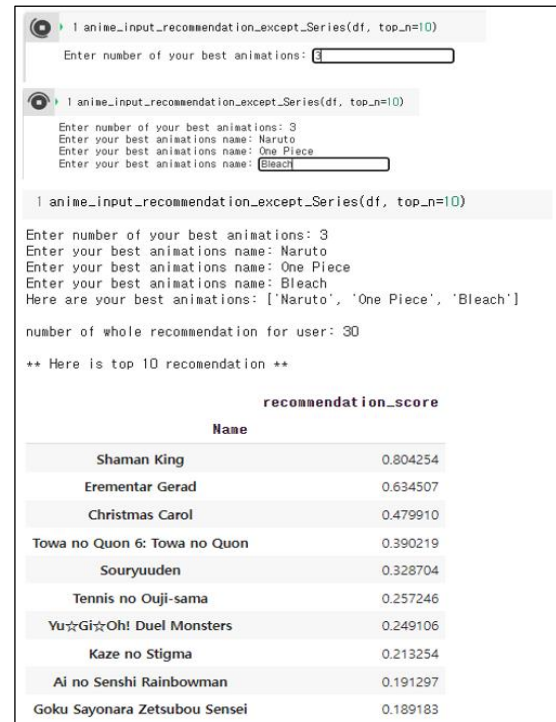 1 anime_input_recommendation_except_Series(df, top_n=10)
Enter number of your best animations: 3
1 anime_input_recommendation_except_Series(df, top_n=10)
Enter number of your best animations: 3
Enter your best animations name: Naruto
Enter your best animations name: One Piece
Enter your best animations name: Bleach
1 anime_input_recommendation_except_Series(df, top_n=10)
Enter number of your best animations: 3
Enter your best animations name: Naruto
Enter your best animations name: One Piece
Enter your best animations name: Bleach
Here are your best animations: ['Naruto', 'One Piece', 'Bleach']
number of whole recommendation for user: 30
** Here is top 10 recomendation **
recommendation_score
Name
Shaman King 0.804254
Erementar Gerad 0.634507
Christmas Carol 0.479910
Towa no Quon 6: Towa no Quon 0.390219
Souryuuden 0.328704
Tennis no Ouji-sama 0.257246
Yu☆Gi☆Oh! Duel Monsters 0.249106
Kaze no Stigma 0.213254
Ai no Senshi Rainbowman 0.191297
Goku Sayonara Zetsubou Sensei 0.189183